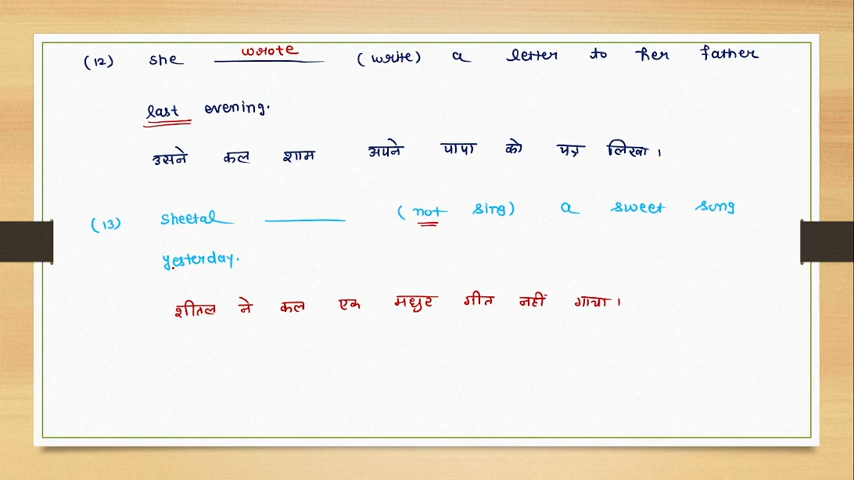 (12) she wrote (write) a letter to her father
last evening.
उसने कल शाम अपने पापा को पत्र लिखा।
(13) Sheetal ______ (not sing) a sweet song
yesterday.
शीतल ने कल एक मधुर गीत नहीं गाया।